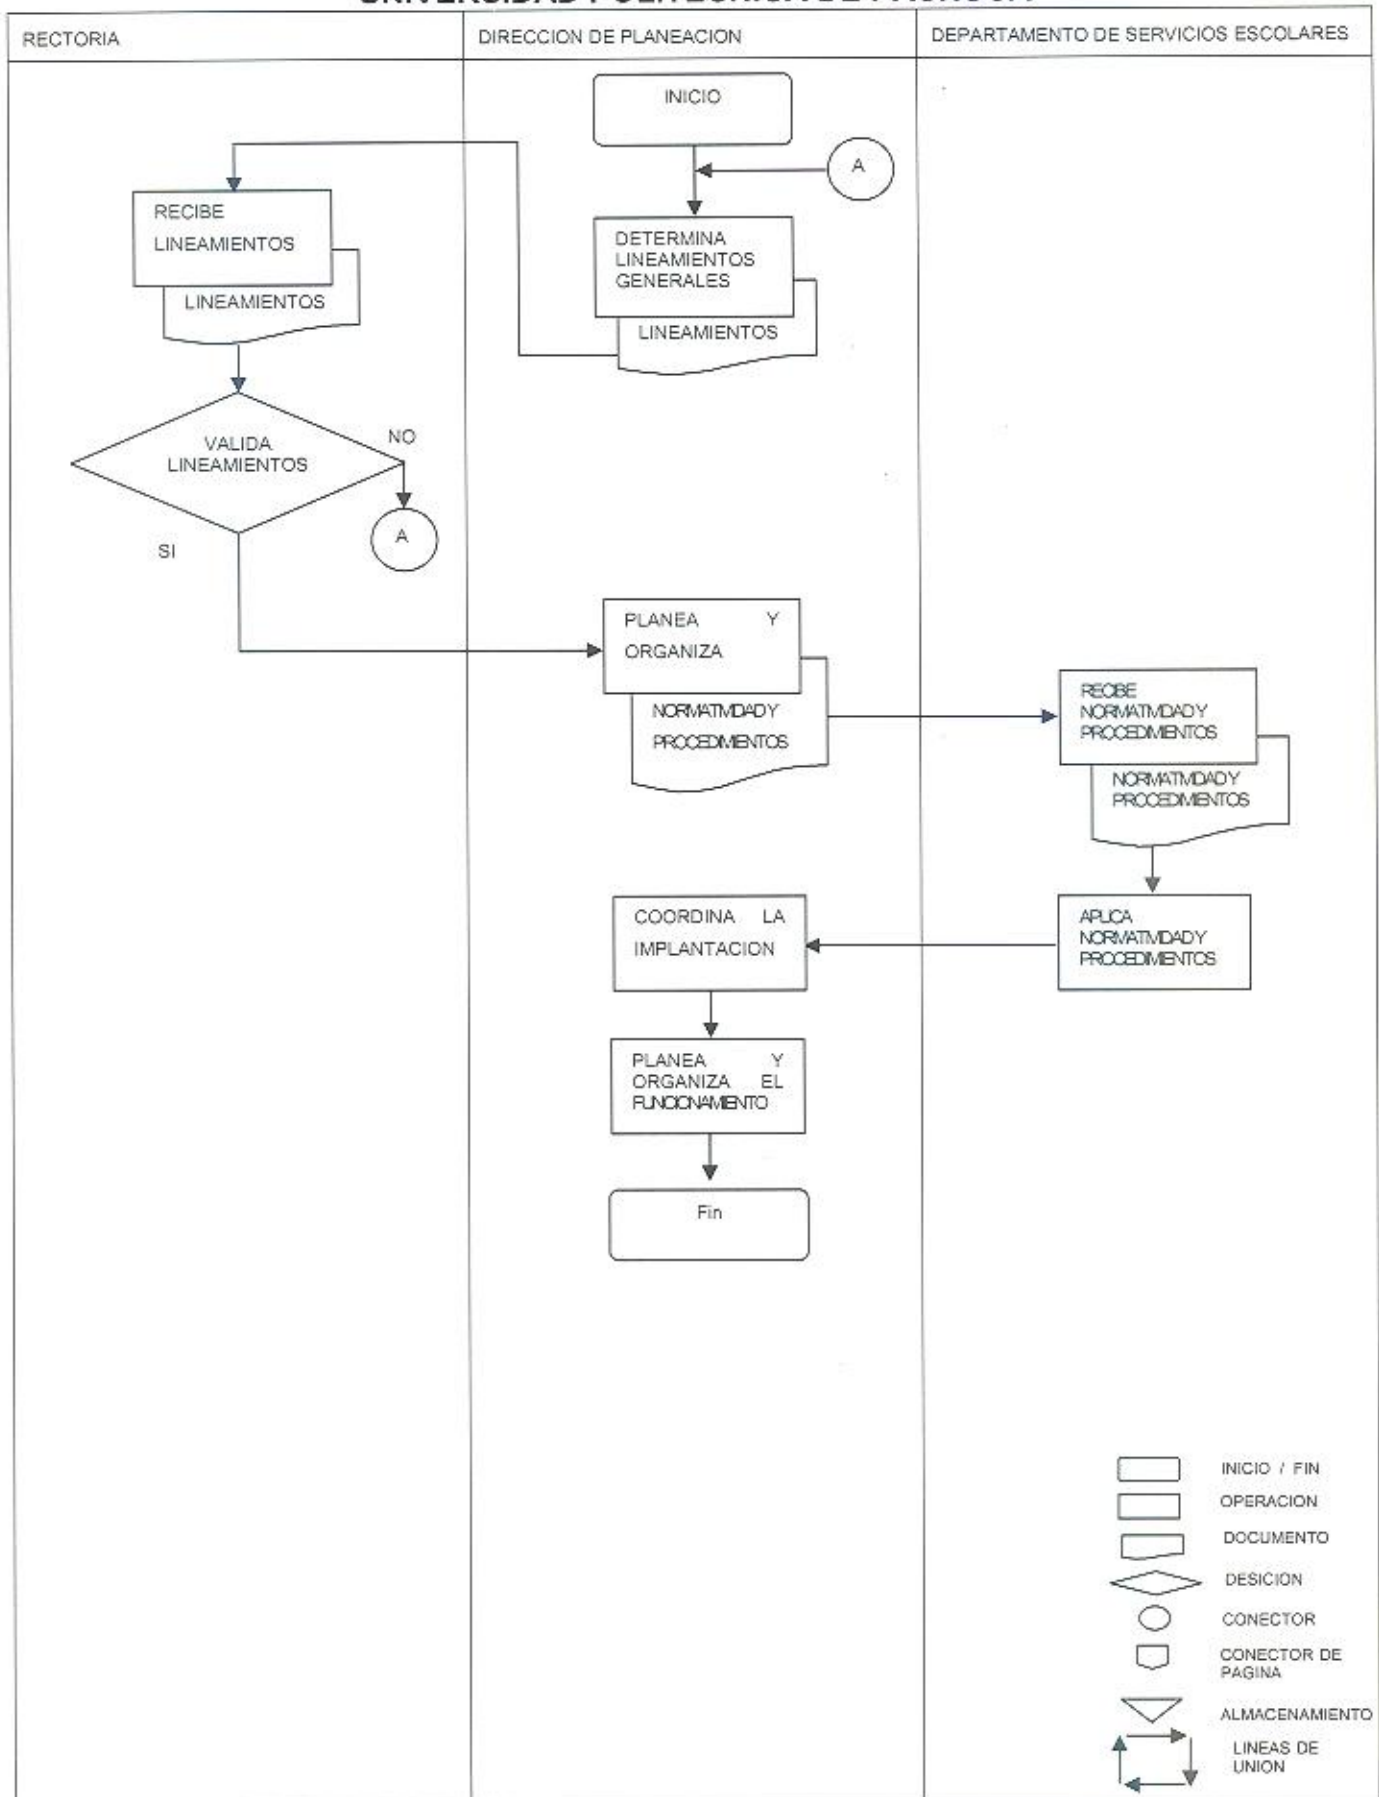 RECTORIA
DIRECCION DE PLANEACION
DEPARTAMENTO DE SERVICIOS ESCOLARES
INICIO
A
RECIBE
LINEAMIENTOS
LINEAMIENTOS
DETERMINA
LINEAMIENTOS
GENERALES
LINEAMIENTOS
VALIDA
LINEAMIENTOS
NO
A
SI
PLANEA Y
ORGANIZA
NORMATIVIDAD Y
PROCEDIMIENTOS
RECIBE
NORMATIVIDAD Y
PROCEDIMIENTOS
NORMATIVIDAD Y
PROCEDIMIENTOS
APLICA
NORMATIVIDAD Y
PROCEDIMIENTOS
COORDINA LA
IMPLANTACION
PLANEA Y
ORGANIZA EL
FUNCIONAMIENTO
Fin
INICIO / FIN
OPERACION
DOCUMENTO
DESICION
CONECTOR
CONECTOR DE
PAGINA
ALMACENAMIENTO
LINEAS DE
UNION